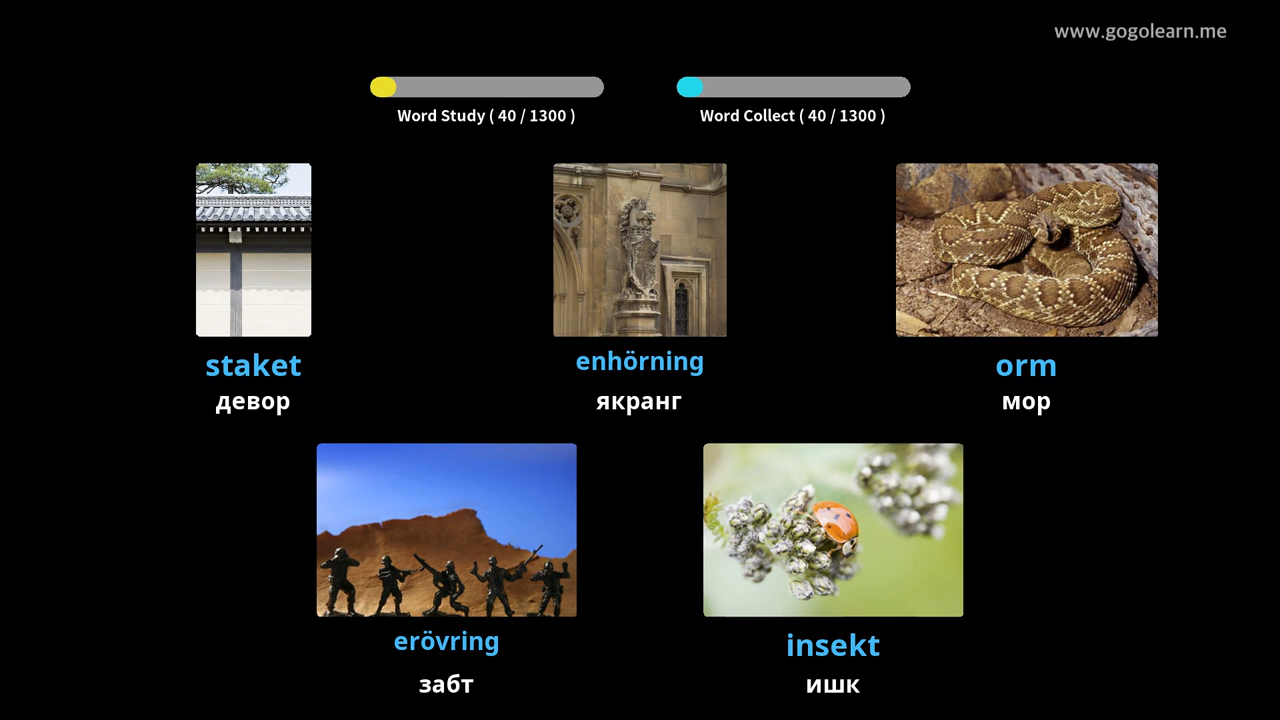 www.gogolearn.me
Word Study ( 40 / 1300 )
Word Collect ( 40 / 1300 )
staket
девор
enhörning
якранг
orm
мор
erövring
забт
insekt
ишк